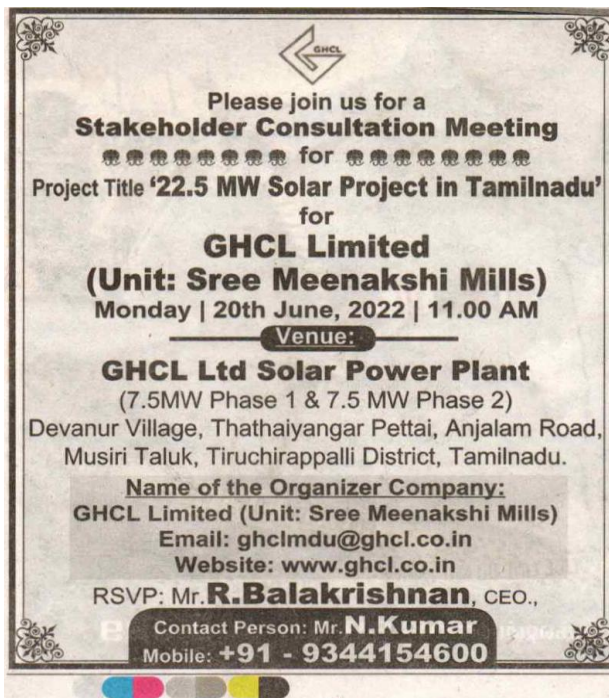 GHCL
Please join us for a
Stakeholder Consultation Meeting
for
Project Title '22.5 MW Solar Project in Tamilnadu'
for
GHCL Limited
(Unit: Sree Meenakshi Mills)
Monday | 20th June, 2022 | 11.00 AM
Venue:
GHCL Ltd Solar Power Plant
(7.5MW Phase 1 & 7.5 MW Phase 2)
Devanur Village, Thathaiyangar Pettai, Anjalam Road,
Musiri Taluk, Tiruchirappalli District, Tamilnadu.
Name of the Organizer Company:
GHCL Limited (Unit: Sree Meenakshi Mills)
Email: ghclmdu@ghcl.co.in
Website: www.ghcl.co.in
RSVP: Mr.R.Balakrishnan, CEO.,
Contact Person: Mr.N.Kumar
Mobile: +91 - 9344154600